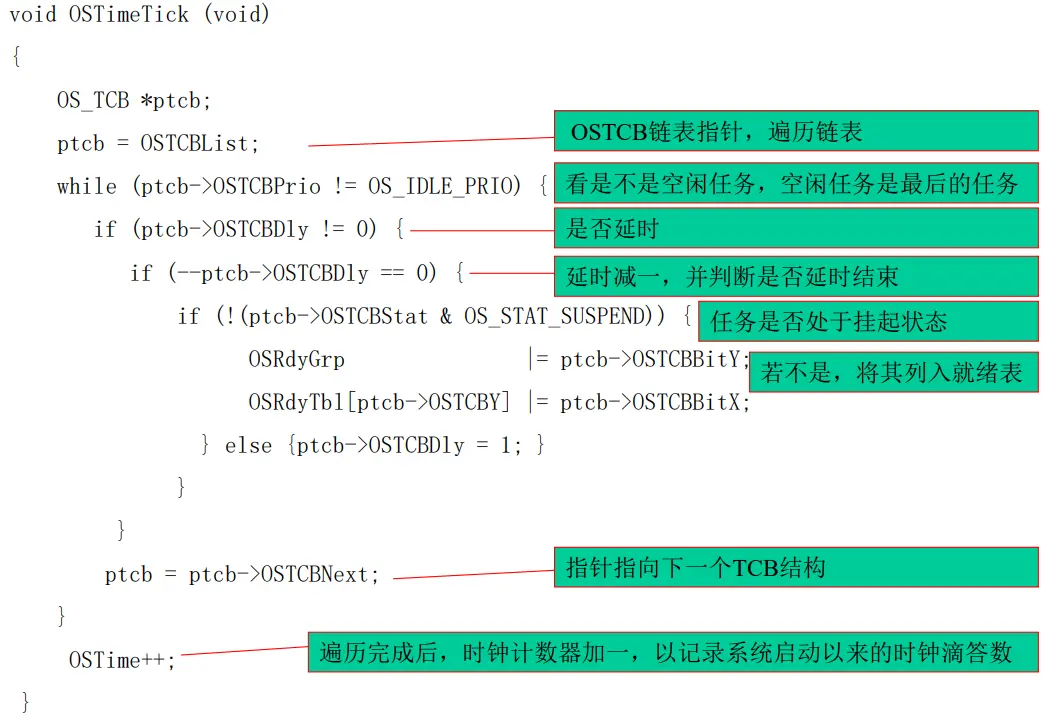 void OSTimeTick (void)
{
OS_TCB *ptcb;
ptcb = OSTCBList;
OSTCB链表指针，遍历链表
while (ptcb->OSTCBPrio != OS_IDLE_PRIO) {
看是不是空闲任务，空闲任务是最后的任务
if (ptcb->OSTCBDly != 0) {
是否延时
if (--ptcb->OSTCBDly == 0) {
延时减一，并判断是否延时结束
if (!(ptcb->OSTCBStat & OS_STAT_SUSPEND)) {
任务是否处于挂起状态
OSRdyGrp |= ptcb->OSTCBBitY;
若不是，将其列入就绪表
OSRdyTbl[ptcb->OSTCBY] |= ptcb->OSTCBBitX;
} else {ptcb->OSTCBDly = 1; }
}
}
ptcb = ptcb->OSTCBNext;
指针指向下一个TCB结构
}
OSTime++;
遍历完成后，时钟计数器加一，以记录系统启动以来的时钟滴答数
}